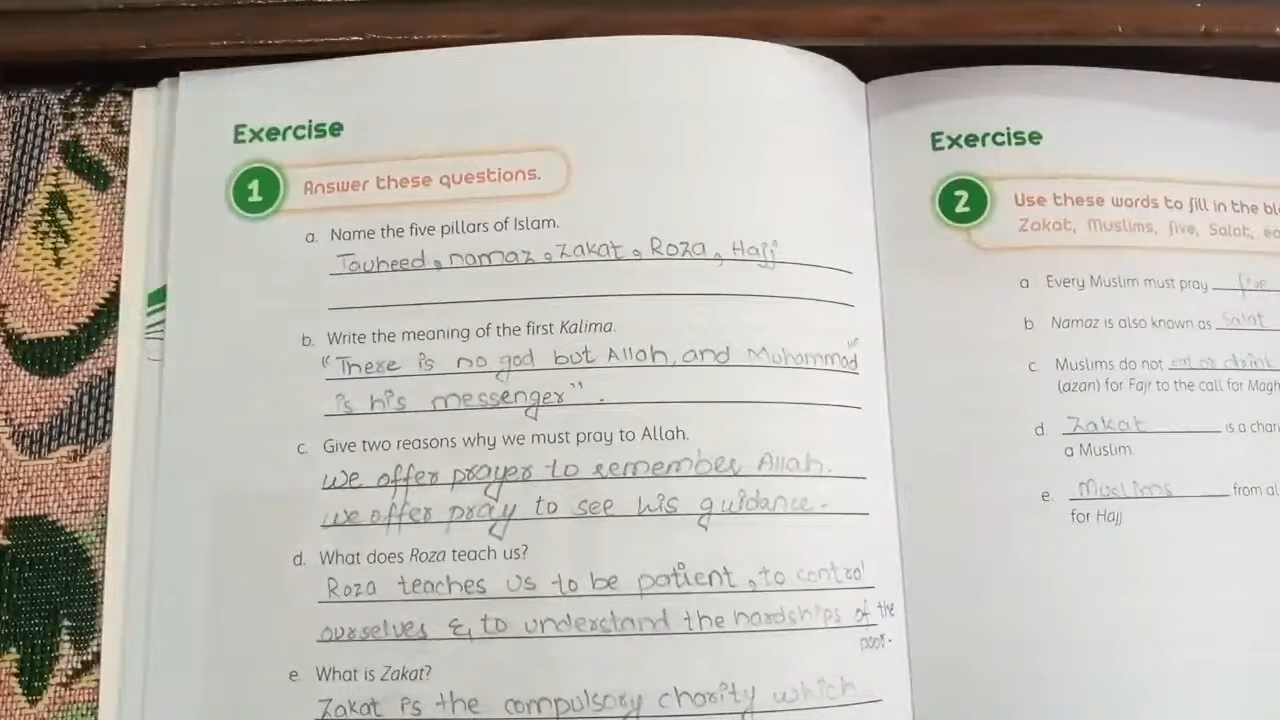 Exercise
1 Answer these questions.
a. Name the five pillars of Islam.
Tauheed, namaz, Zakat, Roza, Hajj
b. Write the meaning of the first Kalima.
"There is no god but Allah, and Muhammad
is his messenger".
c. Give two reasons why we must pray to Allah.
we offer prayer to remember Allah.
we offer pray to see his guidance.
d. What does Roza teach us?
Roza teaches us to be patient, to control
ourselves & to understand the hardships of the
poor.
e. What is Zakat?
Zakat is the compulsory charity which
Exercise
2 Use these words to fill in the
Zakat, Muslims, five, Salat,
a. Every Muslim must pray five
b. Namaz is also known as Salat
c. Muslims do not eat or drink
(azan) for Fajr to the call for
d. Zakat is a
a Muslim.
e. Muslims from
for Hajj